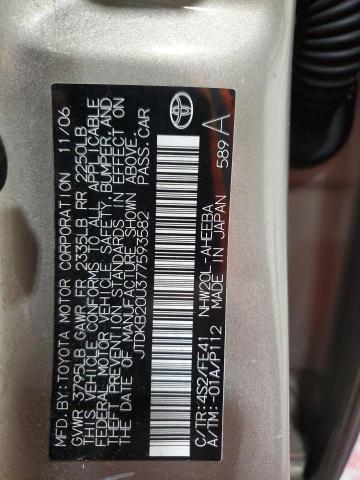 MFD.BY:TOYOTA MOTOR CORPORATION 11/06
GVWR 3795LB GAWR FR 2335LB RR 2250LB
THIS VEHICLE CONFORMS TO ALL APPLICABLE
FEDERAL MOTOR VEHICLE SAFETY, BUMPER, AND
THEFT PREVENTION STANDARDS IN EFFECT ON
THE DATE OF MANUFACTURE SHOWN ABOVE.
JTDKB20U377593582 PASS.CAR
C/TR:4S27/FE41 NHW20L-AHEEBA
A/TM:-01A/P112 MADE IN JAPAN
589 A